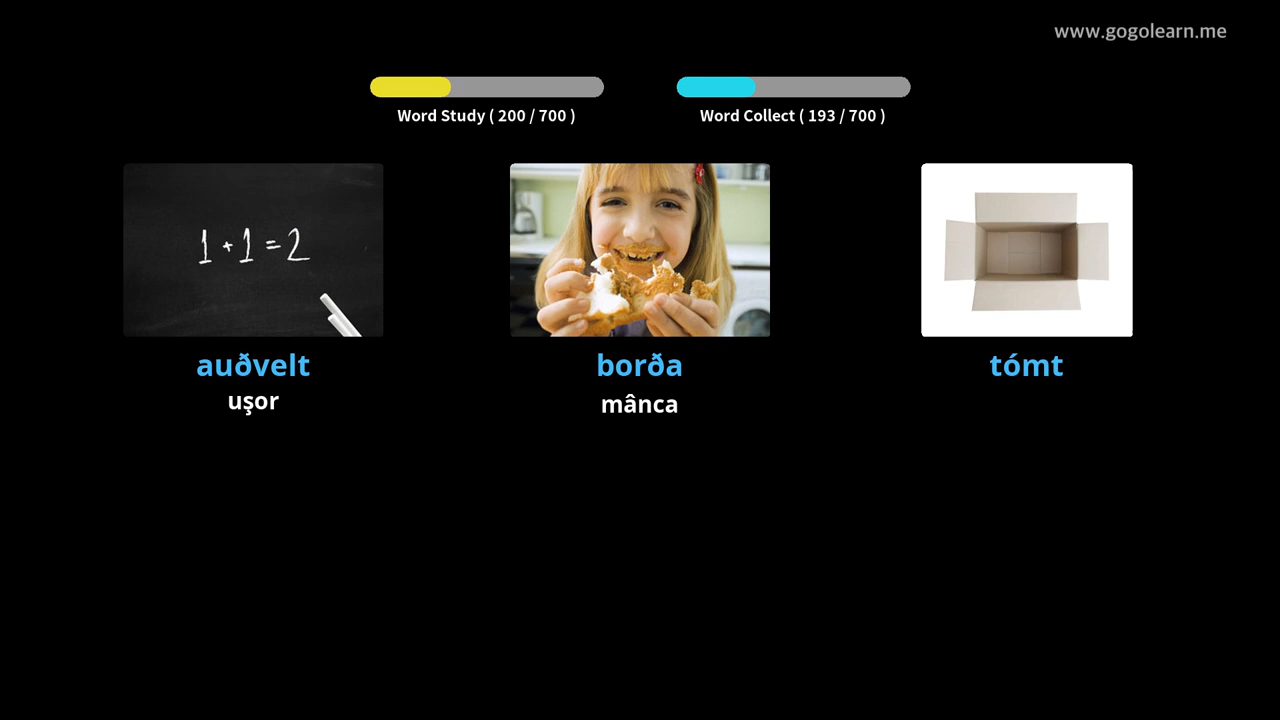 www.gogolearn.me
Word Study ( 200 / 700 )
Word Collect ( 193 / 700 )
1 + 1 = 2
auðvelt
borða
tómt
uşor
mânca